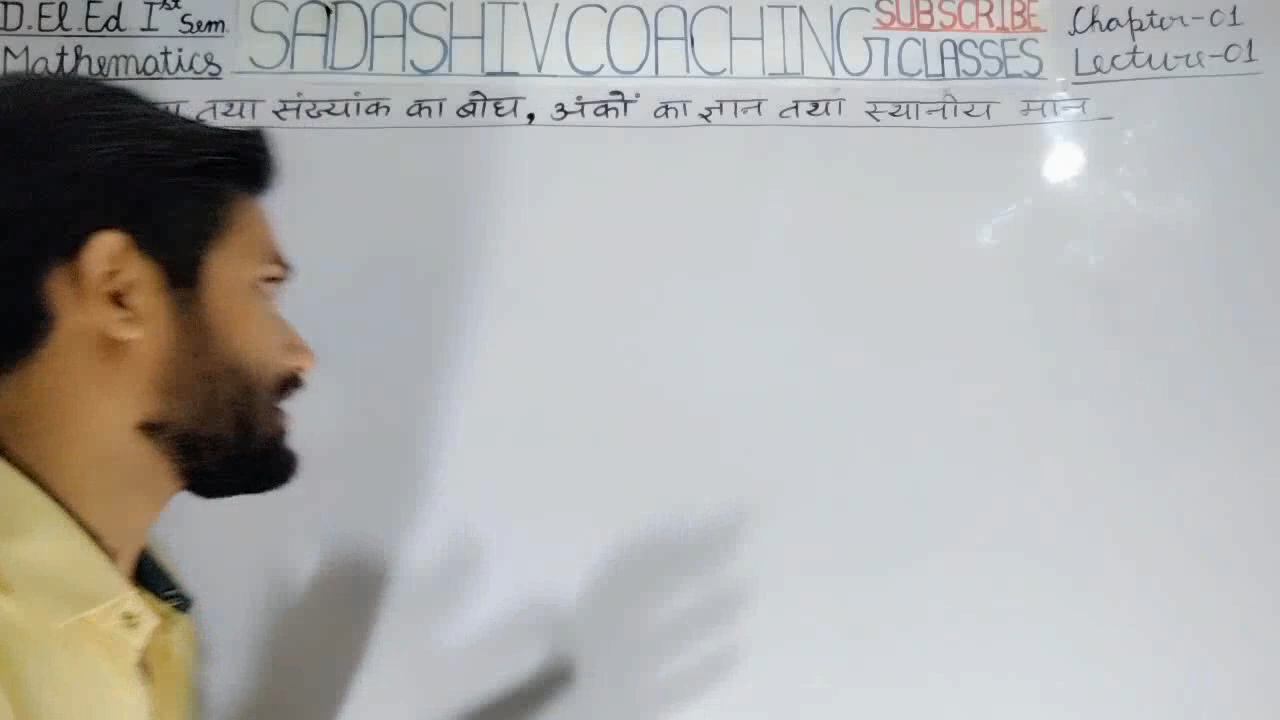 D.El.Ed Ist Sem.
Mathematics
SADASHIV COACHING CLASSES
SUBSCRIBE
Chapter-01
Lecture-01
तथा संख्यांक का बोध, अंकों का ज्ञान तथा स्थानीय मान